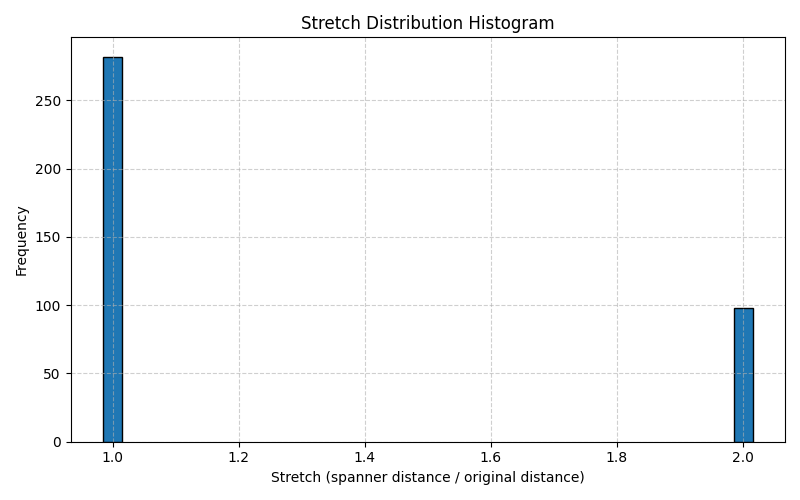 Stretch Distribution Histogram
Frequency
250
200
150
100
50
0
1.0 1.2 1.4 1.6 1.8 2.0
Stretch (spanner distance / original distance)